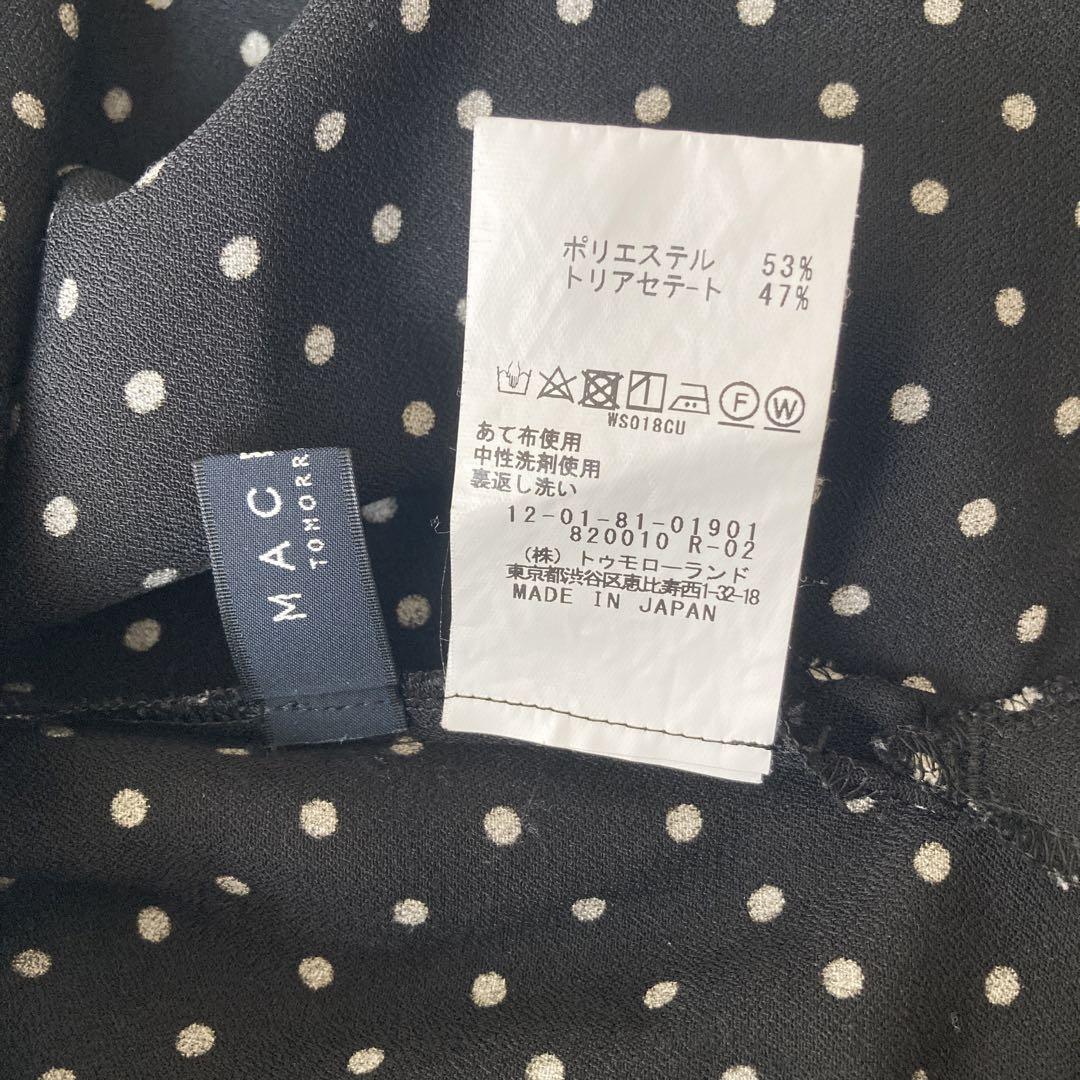 ポリエステル 53%
トリアセテート 47%
F W
WS018CU
あて布使用
中性洗剤使用
裏返し洗い
12-01-81-01901
820010 R-02
(株) トゥモローランド
東京都渋谷区恵比寿西1-32-18
MADE IN JAPAN
MAC
TOMORR